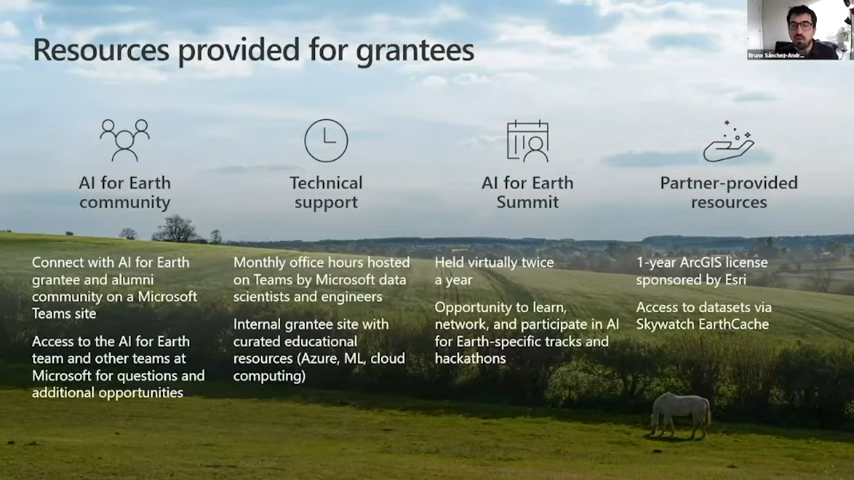 Resources provided for grantees
AI for Earth
community
Connect with AI for Earth
grantee and alumni
community on a Microsoft
Teams site
Access to the AI for Earth
team and other teams at
Microsoft for questions and
additional opportunities
Technical
support
Monthly office hours hosted
on Teams by Microsoft data
scientists and engineers
Internal grantee site with
curated educational
resources (Azure, ML, cloud
computing)
AI for Earth
Summit
Held virtually twice
a year
Opportunity to learn,
network, and participate in AI
for Earth-specific tracks and
hackathons
Partner-provided
resources
1-year ArcGIS license
sponsored by Esri
Access to datasets via
Skywatch EarthCache
Bruno Sánchez-Andr...